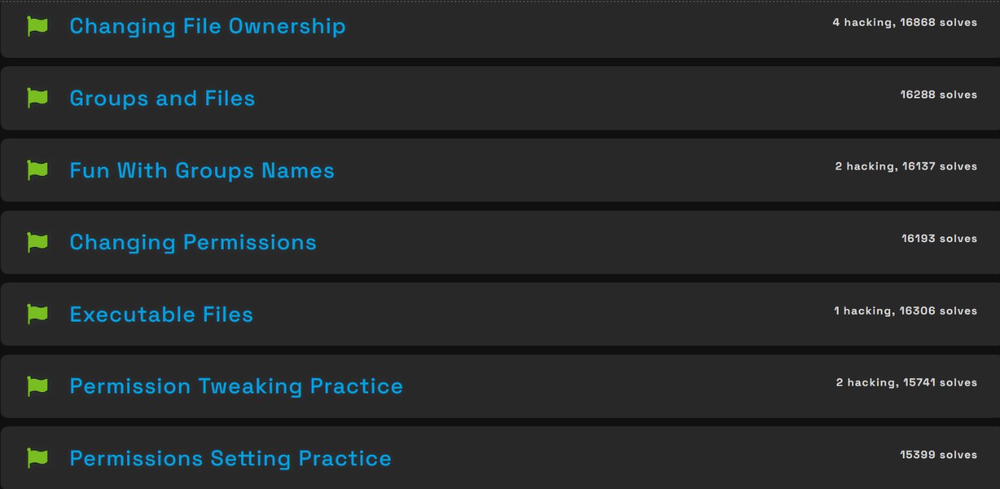 Changing File Ownership
4 hacking, 16868 solves
Groups and Files
16288 solves
Fun With Groups Names
2 hacking, 16137 solves
Changing Permissions
16193 solves
Executable Files
1 hacking, 16306 solves
Permission Tweaking Practice
2 hacking, 15741 solves
Permissions Setting Practice
15399 solves